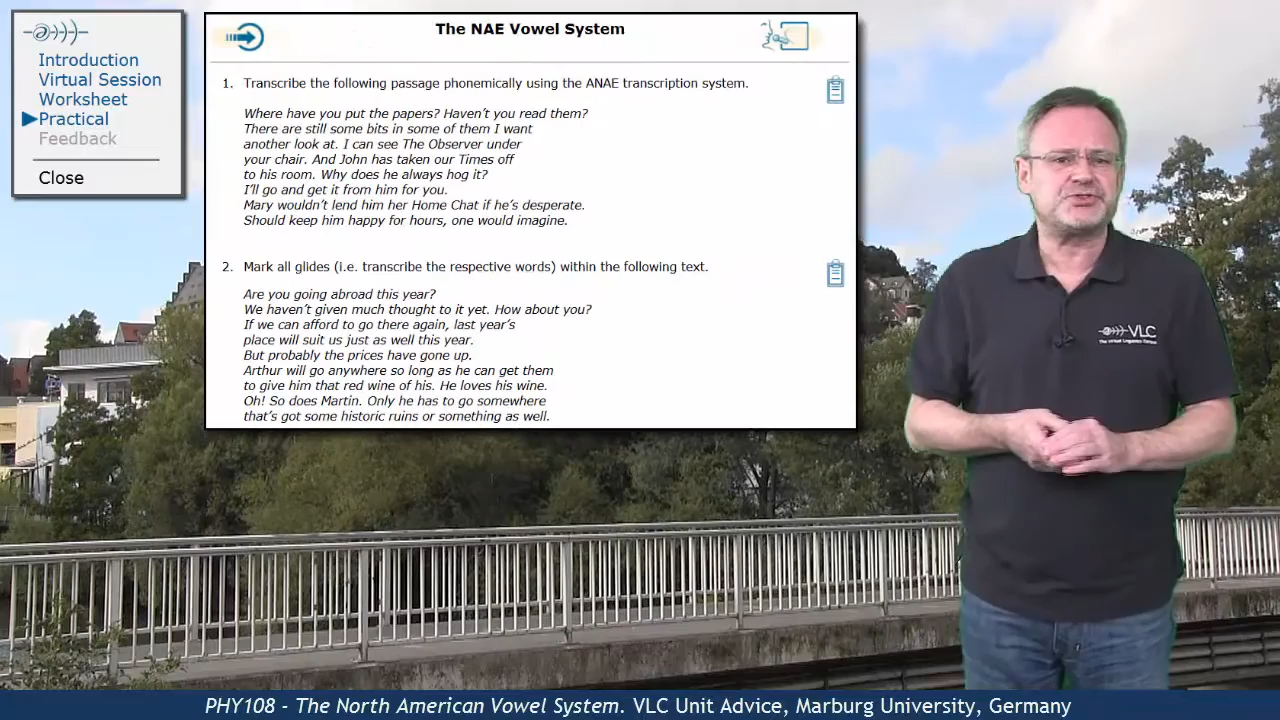 Introduction
Virtual Session
Worksheet
Practical
Feedback
Close
The NAE Vowel System
1. Transcribe the following passage phonemically using the ANAE transcription system.
Where have you put the papers? Haven't you read them?
There are still some bits in some of them I want
another look at. I can see The Observer under
your chair. And John has taken our Times off
to his room. Why does he always hog it?
I'll go and get it from him for you.
Mary wouldn't lend him her Home Chat if he's desperate.
Should keep him happy for hours, one would imagine.
2. Mark all glides (i.e. transcribe the respective words) within the following text.
Are you going abroad this year?
We haven't given much thought to it yet. How about you?
If we can afford to go there again, last year's
place will suit us just as well this year.
But probably the prices have gone up.
Arthur will go anywhere so long as he can get them
to give him that red wine of his. He loves his wine.
Oh! So does Martin. Only he has to go somewhere
that's got some historic ruins or something as well.
VLC
The Virtual Linguistics Campus
PHY108 - The North American Vowel System. VLC Unit Advice, Marburg University, Germany